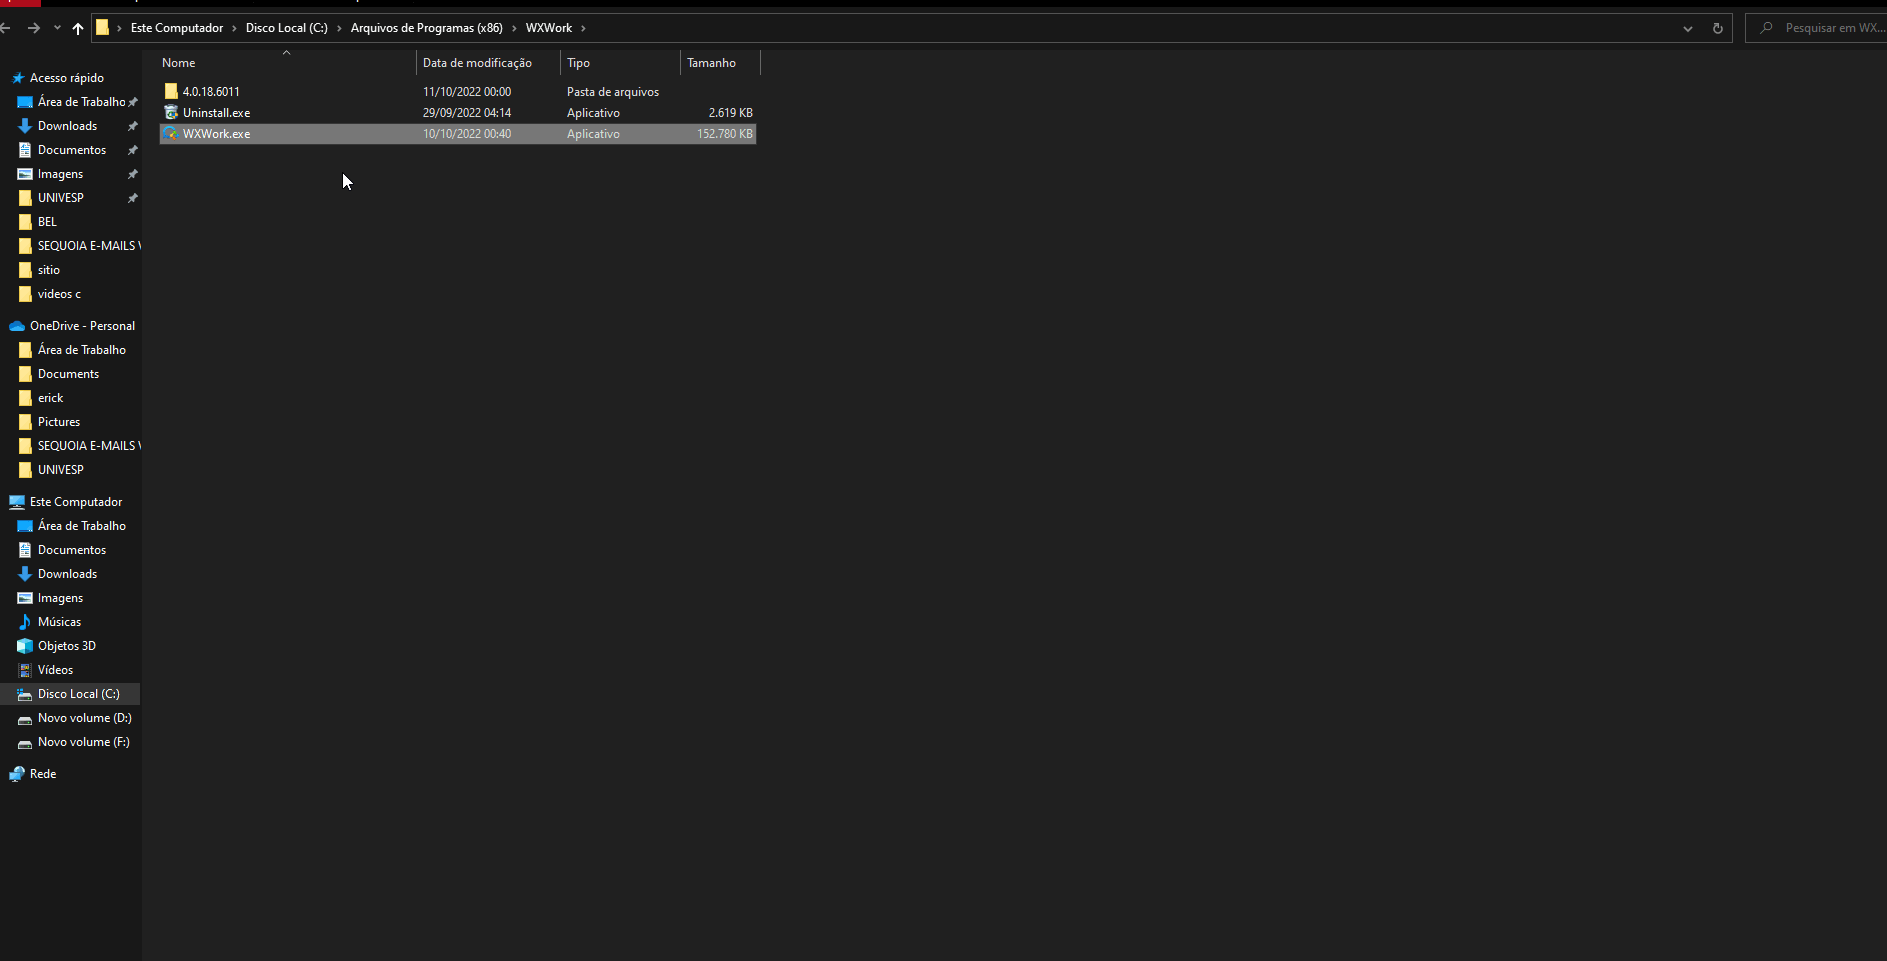 Este Computador › Disco Local (C:) › Arquivos de Programas (x86) › WXWork ›
Pesquisar em WX...
Nome Data de modificação Tipo Tamanho
4.0.18.6011 11/10/2022 00:00 Pasta de arquivos
Uninstall.exe 29/09/2022 04:14 Aplicativo 2.619 KB
WXWork.exe 10/10/2022 00:40 Aplicativo 152.780 KB
Acesso rápido
Área de Trabalho
Downloads
Documentos
Imagens
UNIVESP
BEL
SEQUOIA E-MAILS
sitio
videos c
OneDrive - Personal
Área de Trabalho
Documents
erick
Pictures
SEQUOIA E-MAILS
UNIVESP
Este Computador
Área de Trabalho
Documentos
Downloads
Imagens
Músicas
Objetos 3D
Vídeos
Disco Local (C:)
Novo volume (D:)
Novo volume (F:)
Rede